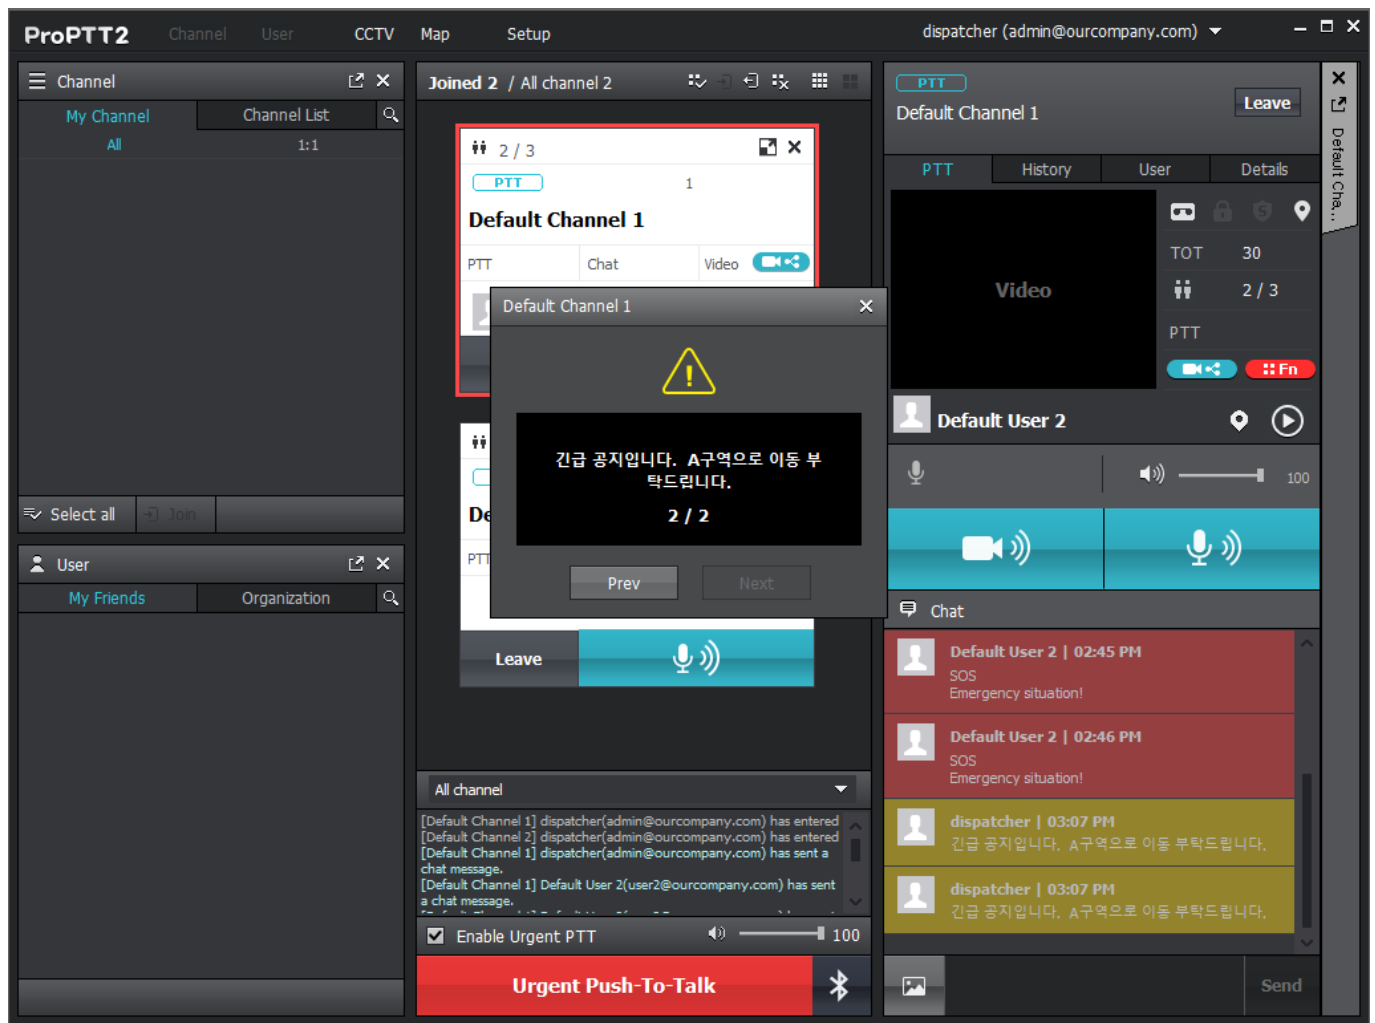 ProPTT2
Channel
User
CCTV
Map
Setup
dispatcher (admin@ourcompany.com)
Channel
My Channel
Channel List
All
1:1
Select all
Join
User
My Friends
Organization
Joined 2 / All channel 2
2 / 3
PTT
1
Default Channel 1
PTT
Chat
Video
Default Channel 1
긴급 공지입니다. A구역으로 이동 부
탁드립니다.
2 / 2
Prev
Next
De
PTT
Leave
All channel
[Default Channel 1] dispatcher(admin@ourcompany.com) has entered
[Default Channel 2] dispatcher(admin@ourcompany.com) has entered
[Default Channel 1] dispatcher(admin@ourcompany.com) has sent a
chat message.
[Default Channel 1] Default User 2(user2@ourcompany.com) has sent
a chat message.
Enable Urgent PTT
100
Urgent Push-To-Talk
PTT
Default Channel 1
Leave
PTT
History
User
Details
Video
TOT 30
2 / 3
PTT
Fn
Default User 2
100
Chat
Default User 2 | 02:45 PM
SOS
Emergency situation!
Default User 2 | 02:46 PM
SOS
Emergency situation!
dispatcher | 03:07 PM
긴급 공지입니다. A구역으로 이동 부탁드립니다.
dispatcher | 03:07 PM
긴급 공지입니다. A구역으로 이동 부탁드립니다.
Send
Default Cha...